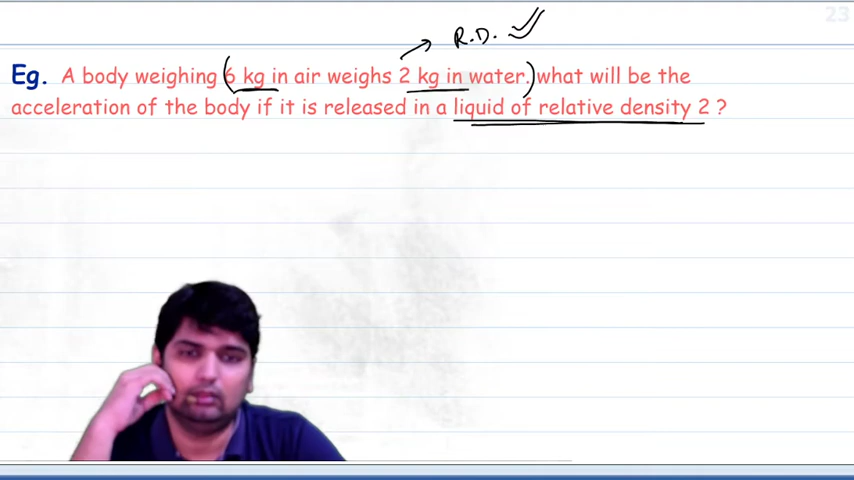 23
R.D.
Eg. A body weighing (6 kg in air weighs 2 kg in water.) what will be the
acceleration of the body if it is released in a liquid of relative density 2 ?